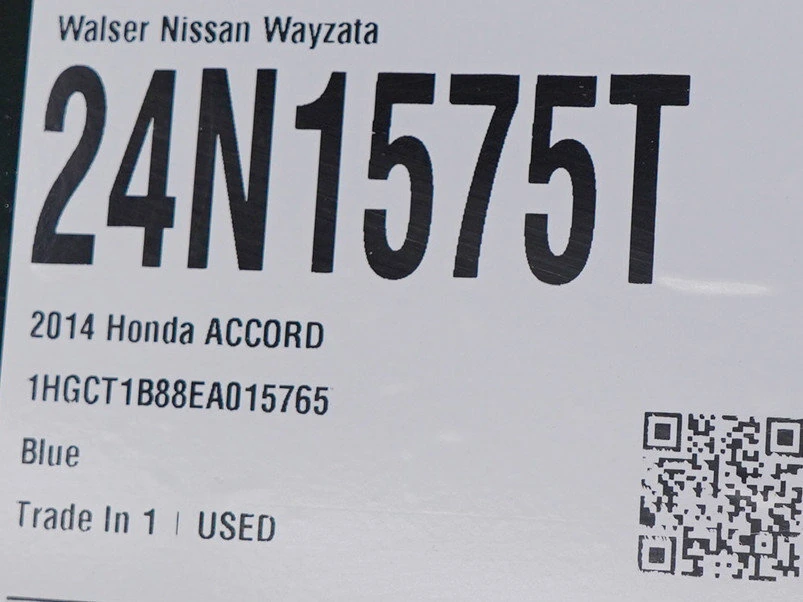 Walser Nissan Wayzata
24N1575T
2014 Honda ACCORD
1HGCT1B88EA015765
Blue
Trade In 1 | USED